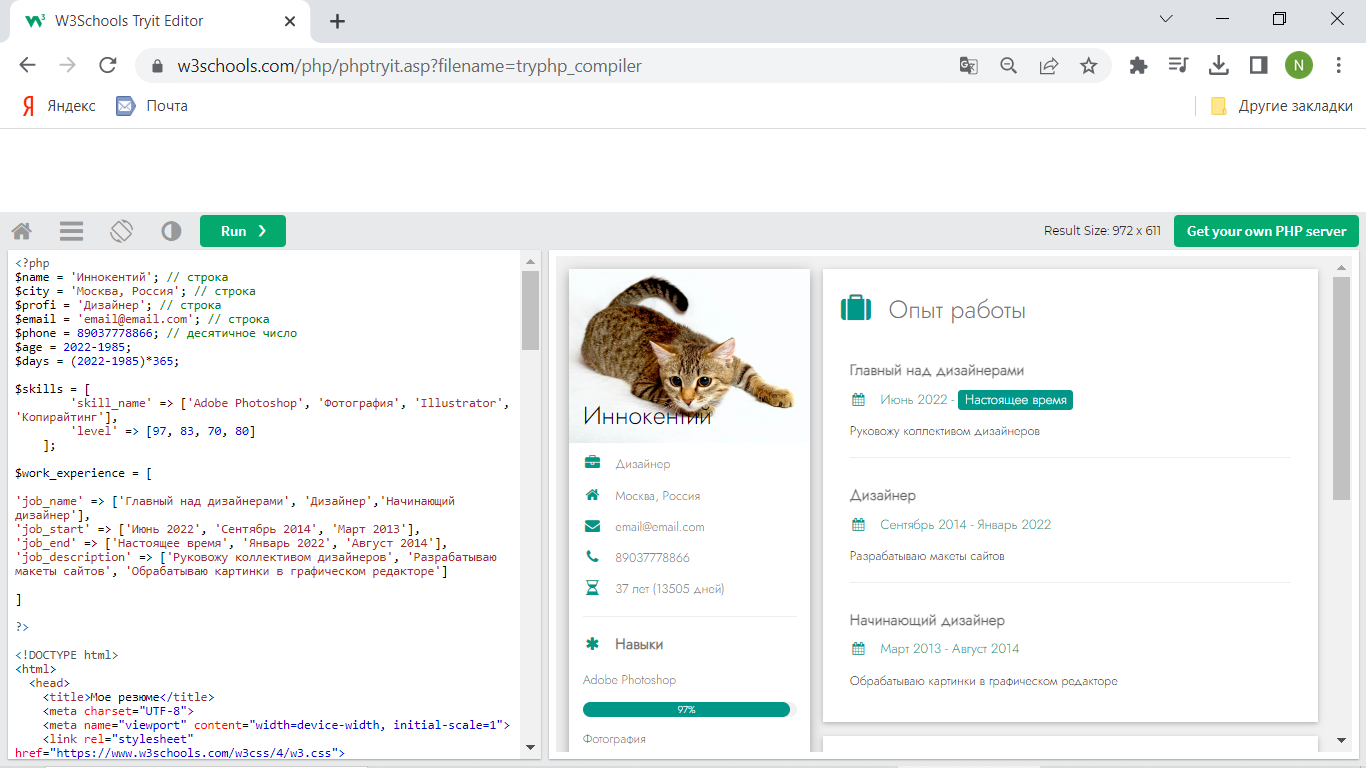 W3Schools Tryit Editor
w3schools.com/php/phptryit.asp?filename=tryphp_compiler
N
Яндекс
Почта
Другие закладки
Run ❯
Result Size: 972 x 611
Get your own PHP server
<?php
$name = 'Иннокентий'; // строка
$city = 'Москва, Россия'; // строка
$profi = 'Дизайнер'; // строка
$email = 'email@email.com'; // строка
$phone = 89037778866; // десятичное число
$age = 2022-1985;
$days = (2022-1985)*365;
$skills = [
'skill_name' => ['Adobe Photoshop', 'Фотография', 'Illustrator',
'Копирайтинг'],
'level' => [97, 83, 70, 80]
];
$work_experience = [
'job_name' => ['Главный над дизайнерами', 'Дизайнер','Начинающий
дизайнер'],
'job_start' => ['Июнь 2022', 'Сентябрь 2014', 'Март 2013'],
'job_end' => ['Настоящее время', 'Январь 2022', 'Август 2014'],
'job_description' => ['Руковожу коллективом дизайнеров', 'Разрабатываю
макеты сайтов', 'Обрабатываю картинки в графическом редакторе']
]
?>
<!DOCTYPE html>
<html>
<head>
<title>Мое резюме</title>
<meta charset="UTF-8">
<meta name="viewport" content="width=device-width, initial-scale=1">
<link rel="stylesheet"
href="https://www.w3schools.com/w3css/4/w3.css">
Иннокентий
Дизайнер
Москва, Россия
email@email.com
89037778866
37 лет (13505 дней)
Навыки
Adobe Photoshop
97%
Фотография
Опыт работы
Главный над дизайнерами
Июнь 2022 - Настоящее время
Руковожу коллективом дизайнеров
Дизайнер
Сентябрь 2014 - Январь 2022
Разрабатываю макеты сайтов
Начинающий дизайнер
Март 2013 - Август 2014
Обрабатываю картинки в графическом редакторе